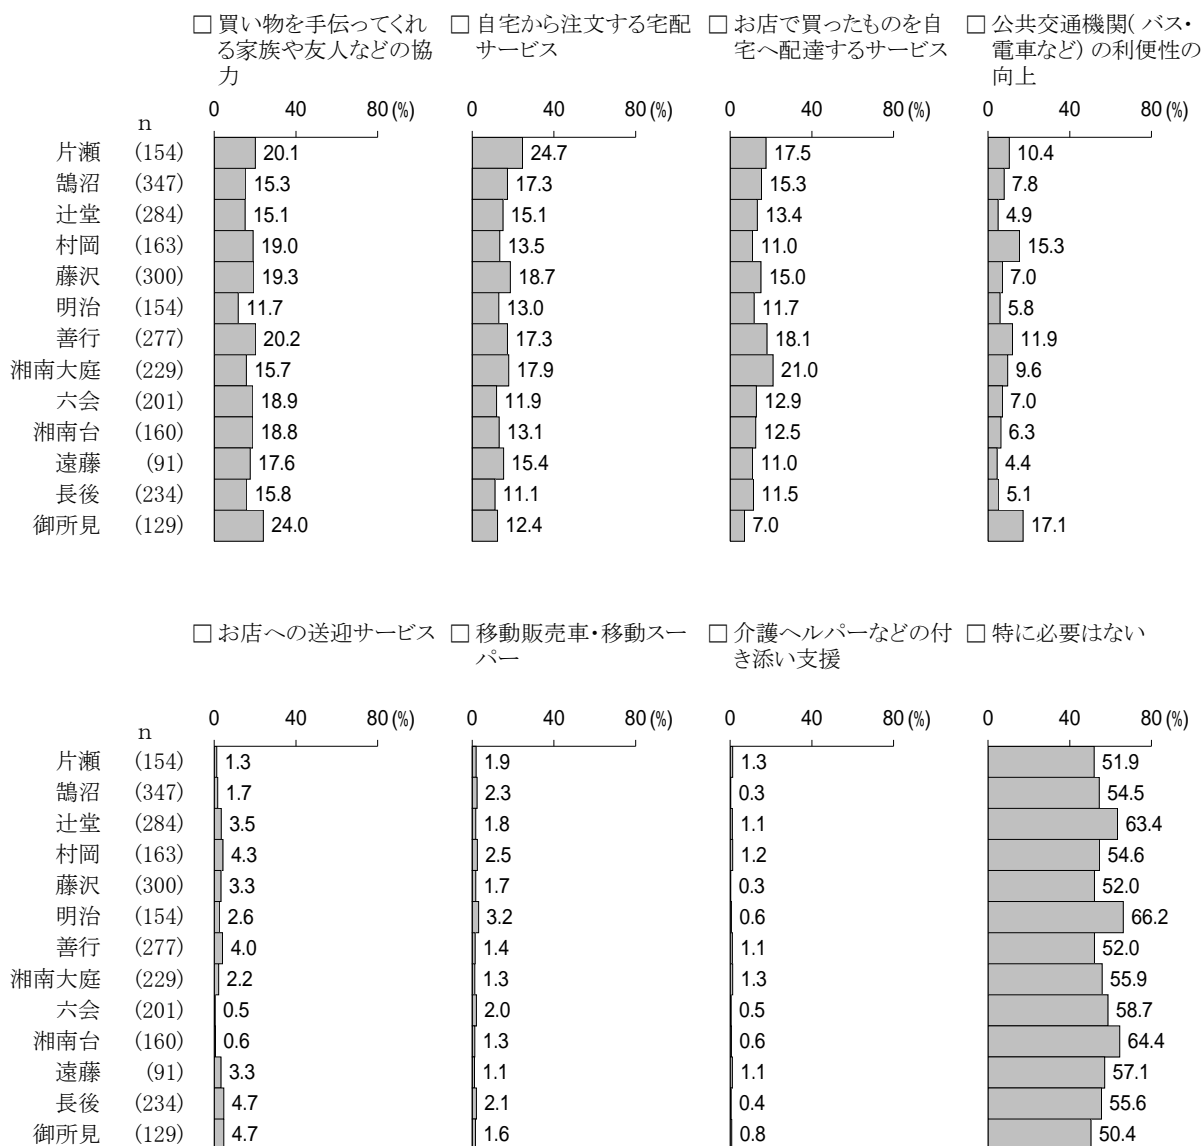 □ 買い物を手伝ってくれ □ 自宅から注文する宅配 □ お店で買ったものを自 □ 公共交通機関( バス・
る家族や友人などの協 サービス 宅へ配達するサービス 電車など) の利便性の
力 向上
0 40 80(%) 0 40 80(%) 0 40 80(%) 0 40 80(%)
n
片瀬 (154) 20.1 24.7 17.5 10.4
鵠沼 (347) 15.3 17.3 15.3 7.8
辻堂 (284) 15.1 15.1 13.4 4.9
村岡 (163) 19.0 13.5 11.0 15.3
藤沢 (300) 19.3 18.7 15.0 7.0
明治 (154) 11.7 13.0 11.7 5.8
善行 (277) 20.2 17.3 18.1 11.9
湘南大庭 (229) 15.7 17.9 21.0 9.6
六会 (201) 18.9 11.9 12.9 7.0
湘南台 (160) 18.8 13.1 12.5 6.3
遠藤 (91) 17.6 15.4 11.0 4.4
長後 (234) 15.8 11.1 11.5 5.1
御所見 (129) 24.0 12.4 7.0 17.1
□ お店への送迎サービス □ 移動販売車・移動スー □ 介護ヘルパーなどの付 □ 特に必要はない
パー き添い支援
0 40 80(%) 0 40 80(%) 0 40 80(%) 0 40 80(%)
n
片瀬 (154) 1.3 1.9 1.3 51.9
鵠沼 (347) 1.7 2.3 0.3 54.5
辻堂 (284) 3.5 1.8 1.1 63.4
村岡 (163) 4.3 2.5 1.2 54.6
藤沢 (300) 3.3 1.7 0.3 52.0
明治 (154) 2.6 3.2 0.6 66.2
善行 (277) 4.0 1.4 1.1 52.0
湘南大庭 (229) 2.2 1.3 1.3 55.9
六会 (201) 0.5 2.0 0.5 58.7
湘南台 (160) 0.6 1.3 0.6 64.4
遠藤 (91) 3.3 1.1 1.1 57.1
長後 (234) 4.7 2.1 0.4 55.6
御所見 (129) 4.7 1.6 0.8 50.4